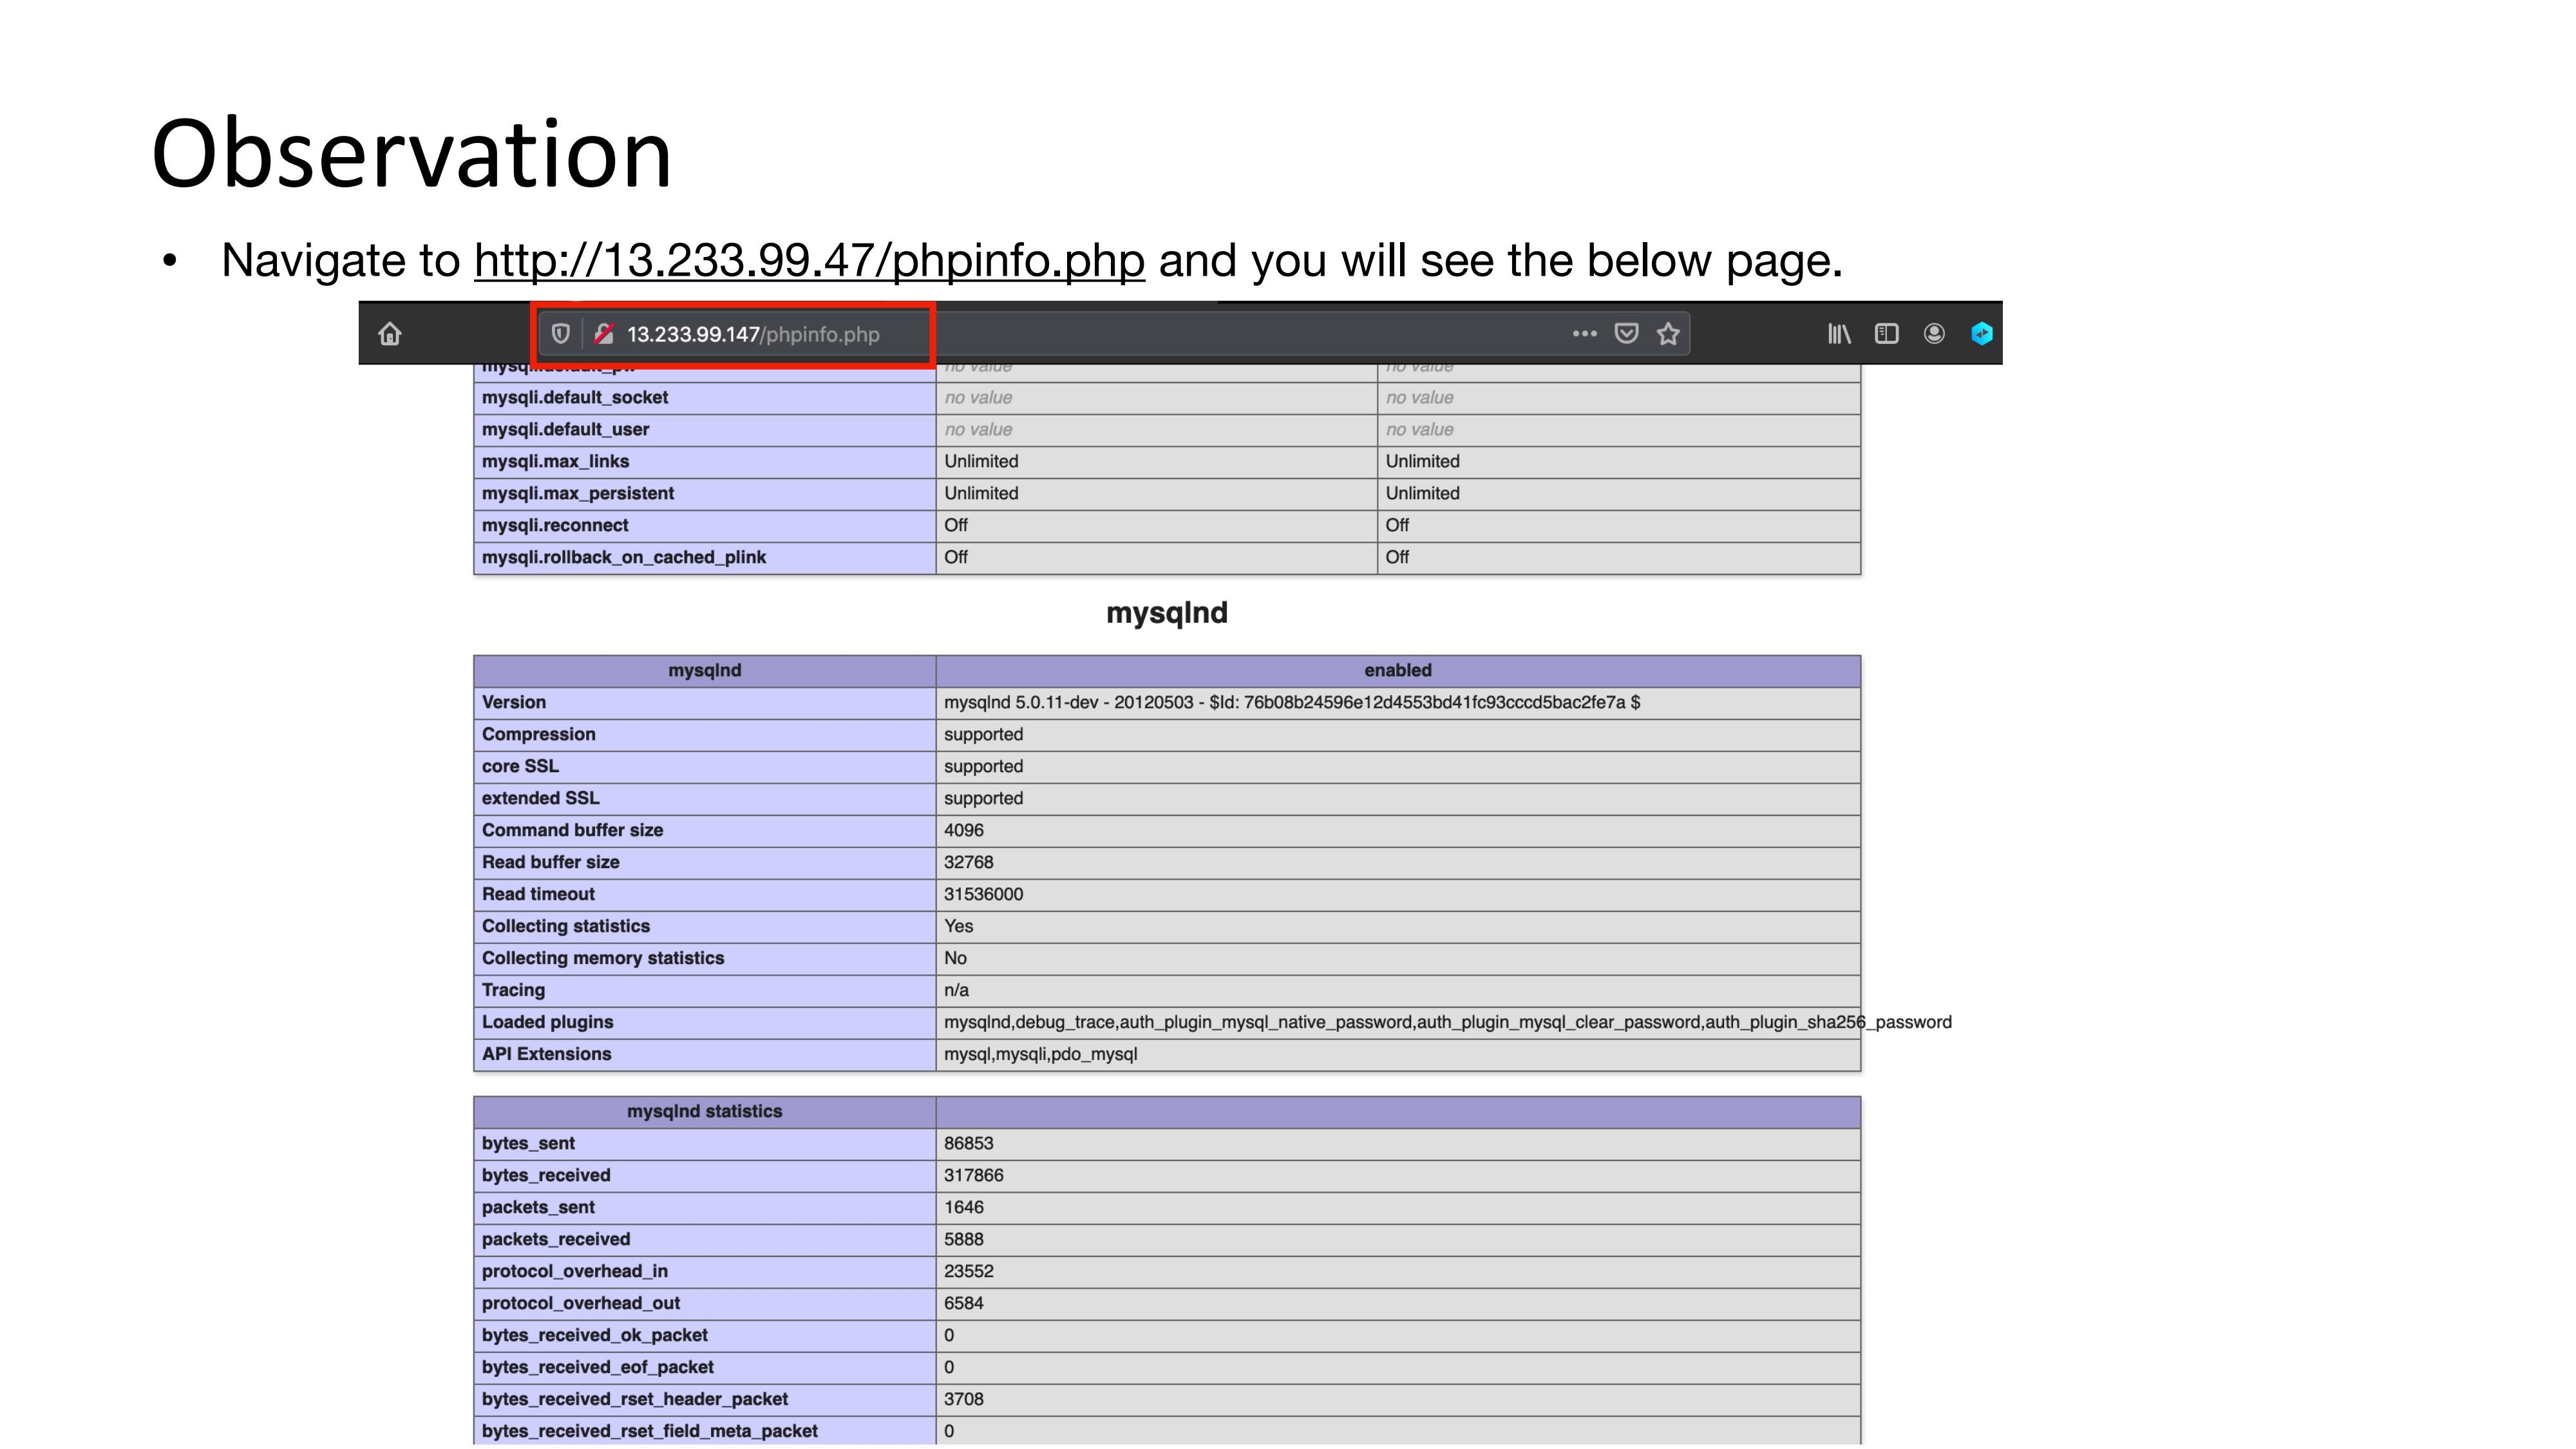 Observation
• Navigate to http://13.233.99.47/phpinfo.php and you will see the below page.
13.233.99.147/phpinfo.php
no value no value
mysqli.default_socket no value no value
mysqli.default_user no value no value
mysqli.max_links Unlimited Unlimited
mysqli.max_persistent Unlimited Unlimited
mysqli.reconnect Off Off
mysqli.rollback_on_cached_plink Off Off
mysqlnd
mysqlnd enabled
Version mysqlnd 5.0.11-dev - 20120503 - $Id: 76b08b24596e12d4553bd41fc93cccd5bac2fe7a $
Compression supported
core SSL supported
extended SSL supported
Command buffer size 4096
Read buffer size 32768
Read timeout 31536000
Collecting statistics Yes
Collecting memory statistics No
Tracing n/a
Loaded plugins mysqlnd,debug_trace,auth_plugin_mysql_native_password,auth_plugin_mysql_clear_password,auth_plugin_sha256_password
API Extensions mysql,mysqli,pdo_mysql
mysqlnd statistics
bytes_sent 86853
bytes_received 317866
packets_sent 1646
packets_received 5888
protocol_overhead_in 23552
protocol_overhead_out 6584
bytes_received_ok_packet 0
bytes_received_eof_packet 0
bytes_received_rset_header_packet 3708
bytes_received_rset_field_meta_packet 0